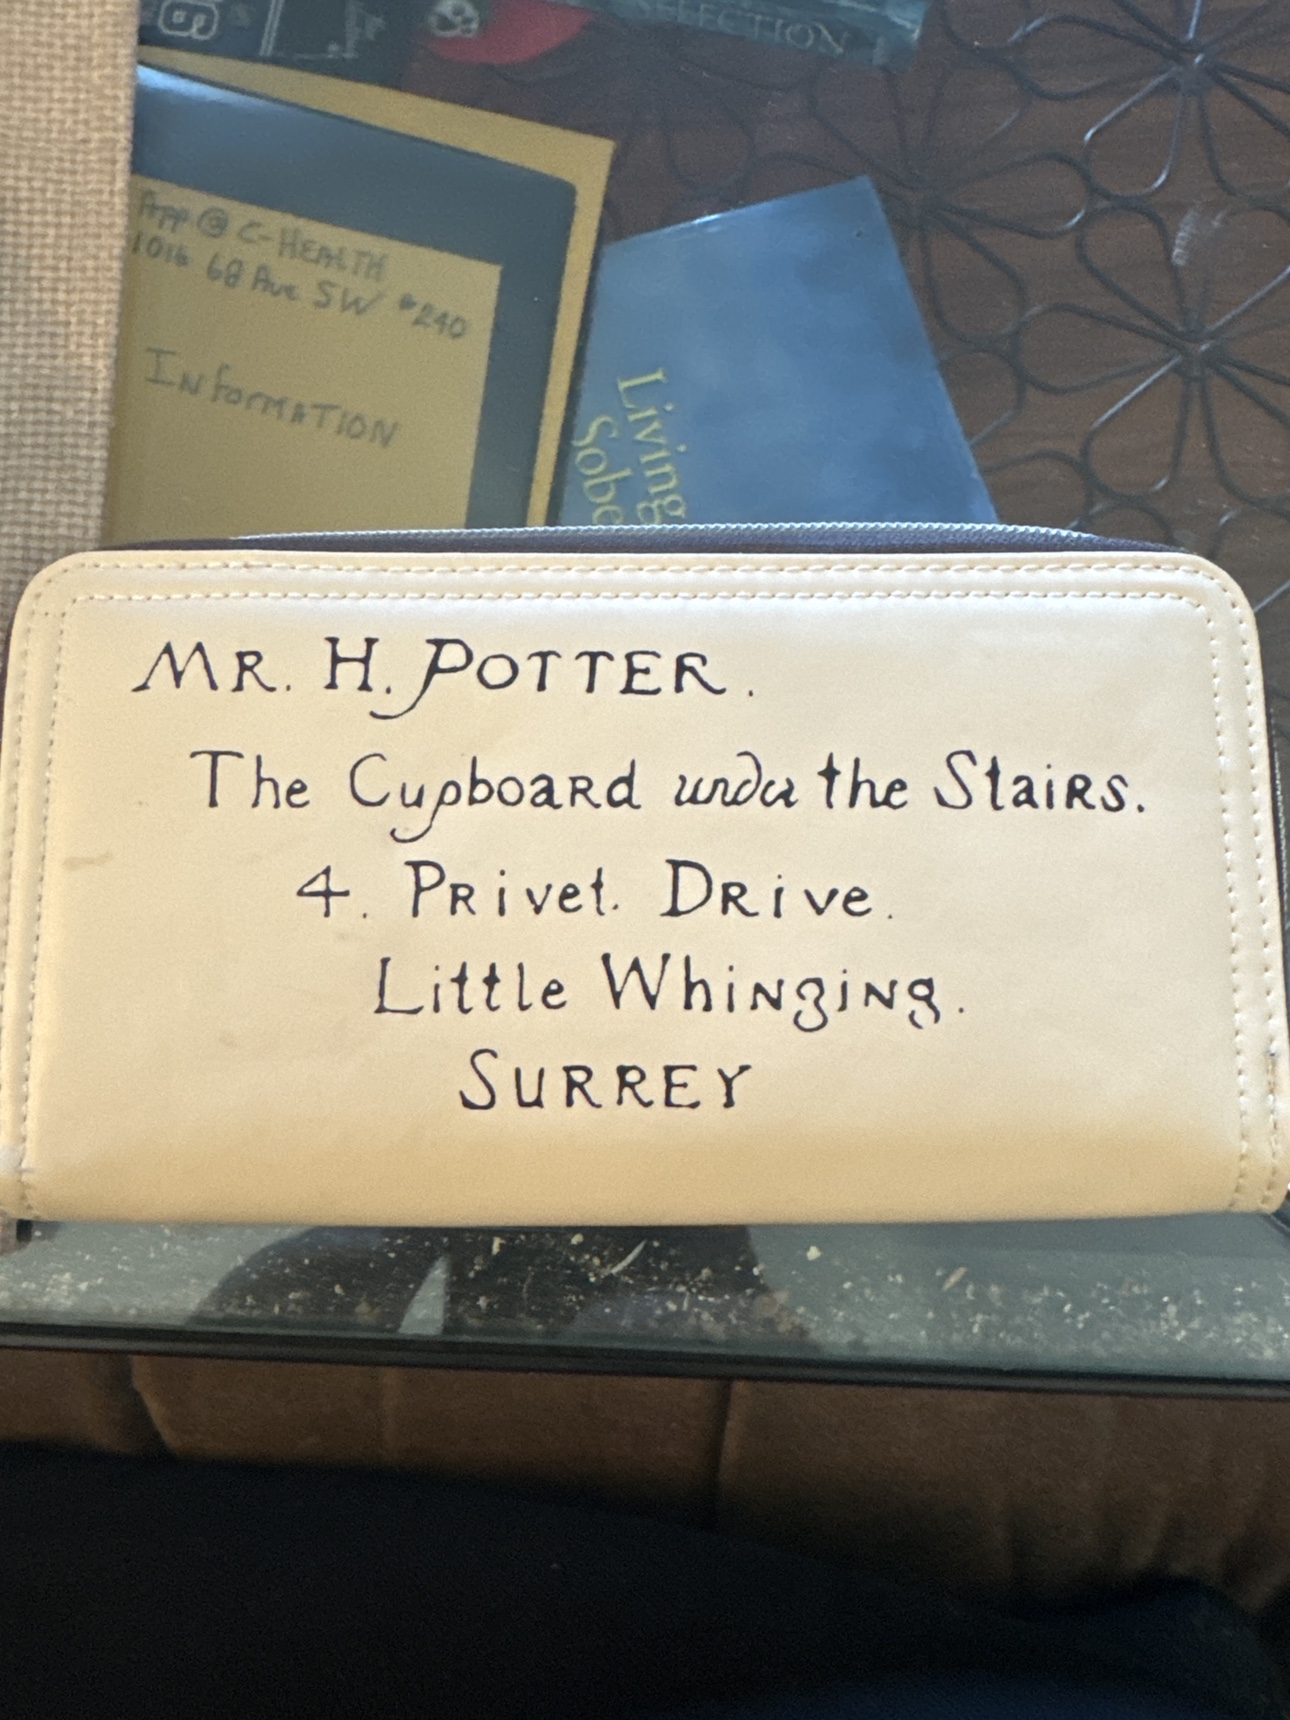 SELECTION
App @ C-HEALTH
1016 68 Ave SW #240
INFORMATION
Living
Sobe
MR. H. POTTER.
The Cupboard under the Stairs.
4. Privet. Drive.
Little Whinging.
SURREY